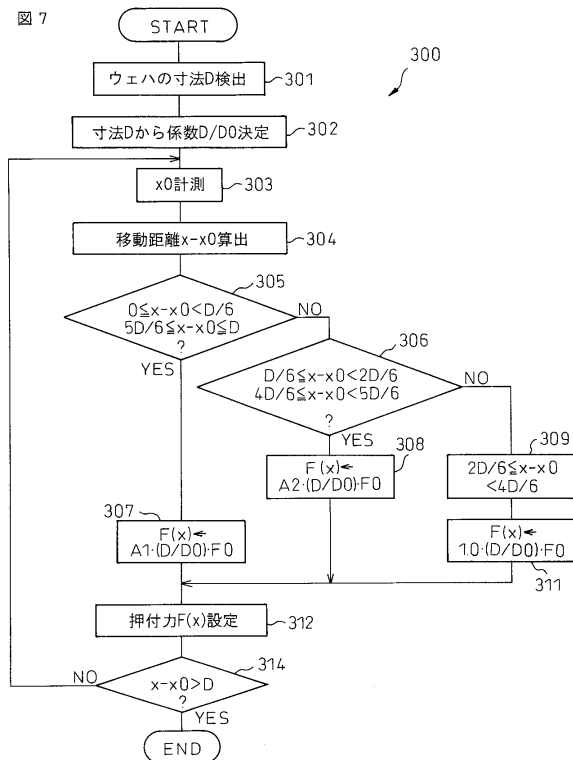 図 7
START
300
ウェハの寸法D検出
301
寸法Dから係数D/D0決定
302
x0計測
303
移動距離x-x0算出
304
305
0≦x-x0<D/6
5D/6≦x-x0≦D
?
NO
YES
306
D/6≦x-x0<2D/6
4D/6≦x-x0<5D/6
?
NO
YES
308
F(x)←
A2·(D/D0)·F0
309
2D/6≦x-x0
<4D/6
307
F(x)←
A1·(D/D0)·F0
F(x)←
1.0·(D/D0)·F0
311
押付力F(x)設定
312
314
NO
x-x0>D
?
YES
END